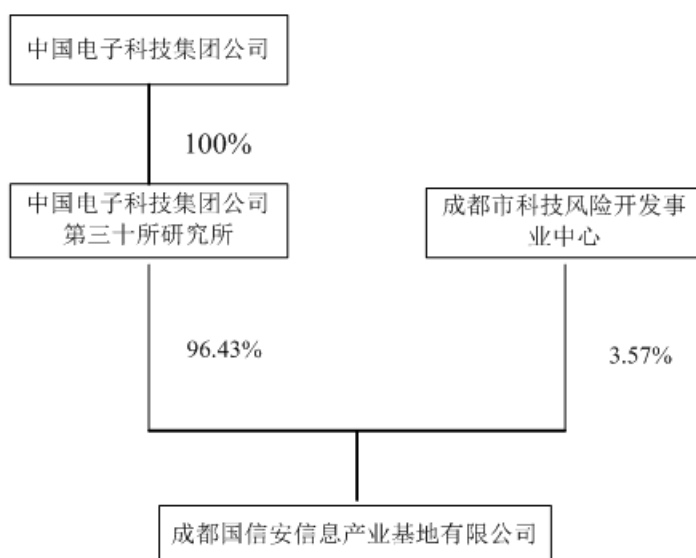 中国电子科技集团公司
100%
中国电子科技集团公司
第三十所研究所
成都市科技风险开发事
业中心
96.43%
3.57%
成都国信安信息产业基地有限公司